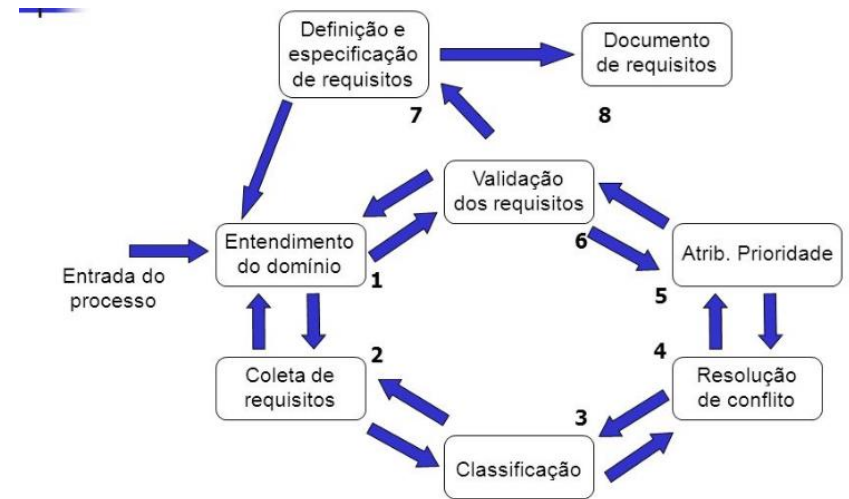 Definição e
especificação
de requisitos
7
Documento
de requisitos
8
Validação
dos requisitos
6
Entendimento
do domínio
1
Atrib. Prioridade
5
Entrada do
processo
Coleta de
requisitos
2
Resolução
de conflito
4
Classificação
3